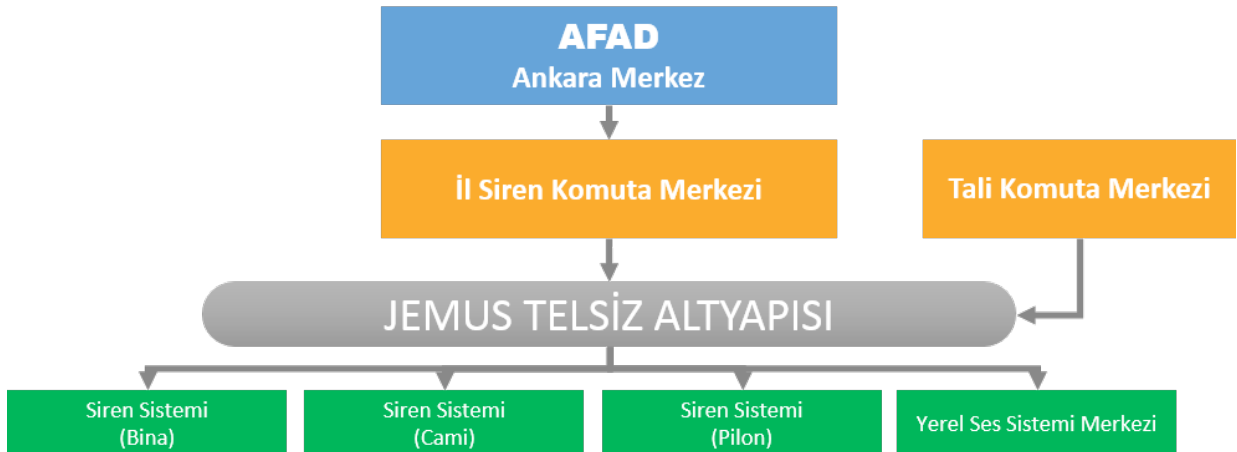 AFAD
Ankara Merkez
İl Siren Komuta Merkezi
Tali Komuta Merkezi
JEMUS TELSİZ ALTYAPISI
Siren Sistemi
(Bina)
Siren Sistemi
(Cami)
Siren Sistemi
(Pilon)
Yerel Ses Sistemi Merkezi